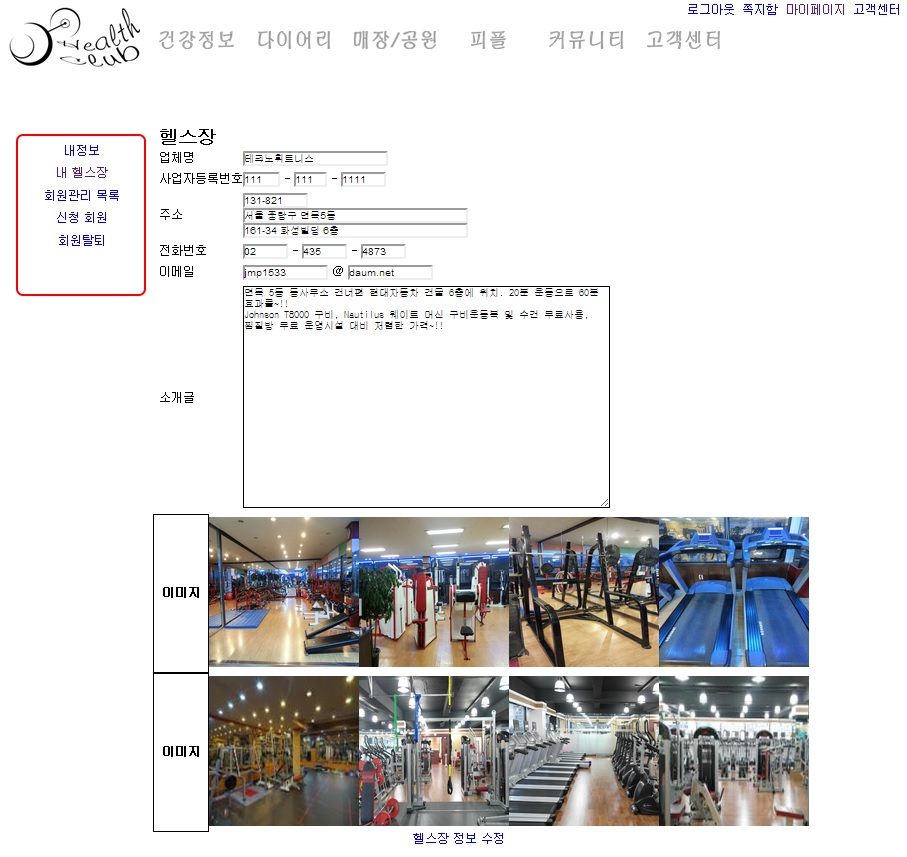 로그아웃 쪽지함 마이페이지 고객센터
Health Club
건강정보 다이어리 매장/공원 피플 커뮤니티 고객센터
내정보
내 헬스장
회원관리 목록
신청 회원
회원탈퇴
헬스장
업체명 테크노휘트니스
사업자등록번호 111 - 111 - 1111
131-821
주소 서울 중랑구 면목5동
161-34 화성빌딩 6층
전화번호 02 - 435 - 4873
이메일 jmp1533 @ daum.net
면목 5동 동사무소 건너편 현대자동차 건물 6층에 위치. 20분 운동으로 60분
효과를~!!
Johnson T8000 구비, Nautilus 웨이트 머신 구비운동복 및 수건 무료사용,
찜질방 무료 운영시설 대비 저렴한 가격~!!
소개글
이미지
이미지
헬스장 정보 수정